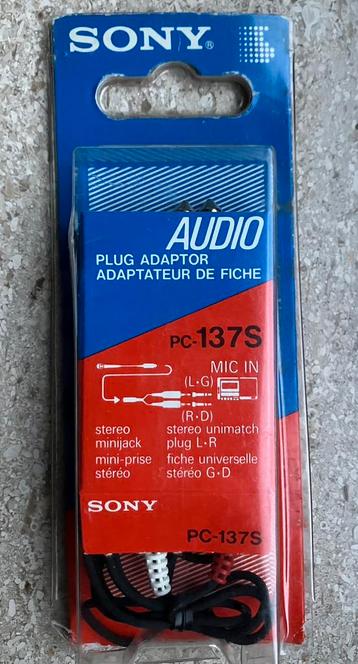 SONY®
AUDIO
PLUG ADAPTOR
ADAPTATEUR DE FICHE
PC-137S
MIC IN
(L•G)
(R•D)
stereo
minijack
mini-prise
stéréo
stereo unimatch
plug L•R
fiche universelle
stéréo G•D
SONY
PC-137S